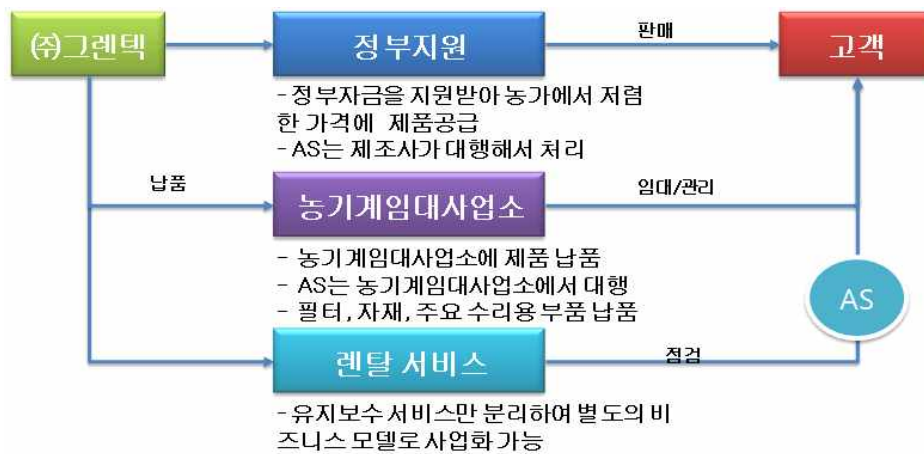 ㈜그렌텍
정부지원
판매
고객
- 정부자금을 지원받아 농가에서 저렴
한 가격에 제품공급
- AS는 제조사가 대행해서 처리
납품
농기계임대사업소
임대/관리
- 농기계임대사업소에 제품 납품
- AS는 농기계임대사업소에서 대행
- 필터, 자재, 주요 수리용 부품 납품
AS
렌탈 서비스
점검
- 유지보수 서비스만 분리하여 별도의 비
즈니스 모델로 사업화 가능